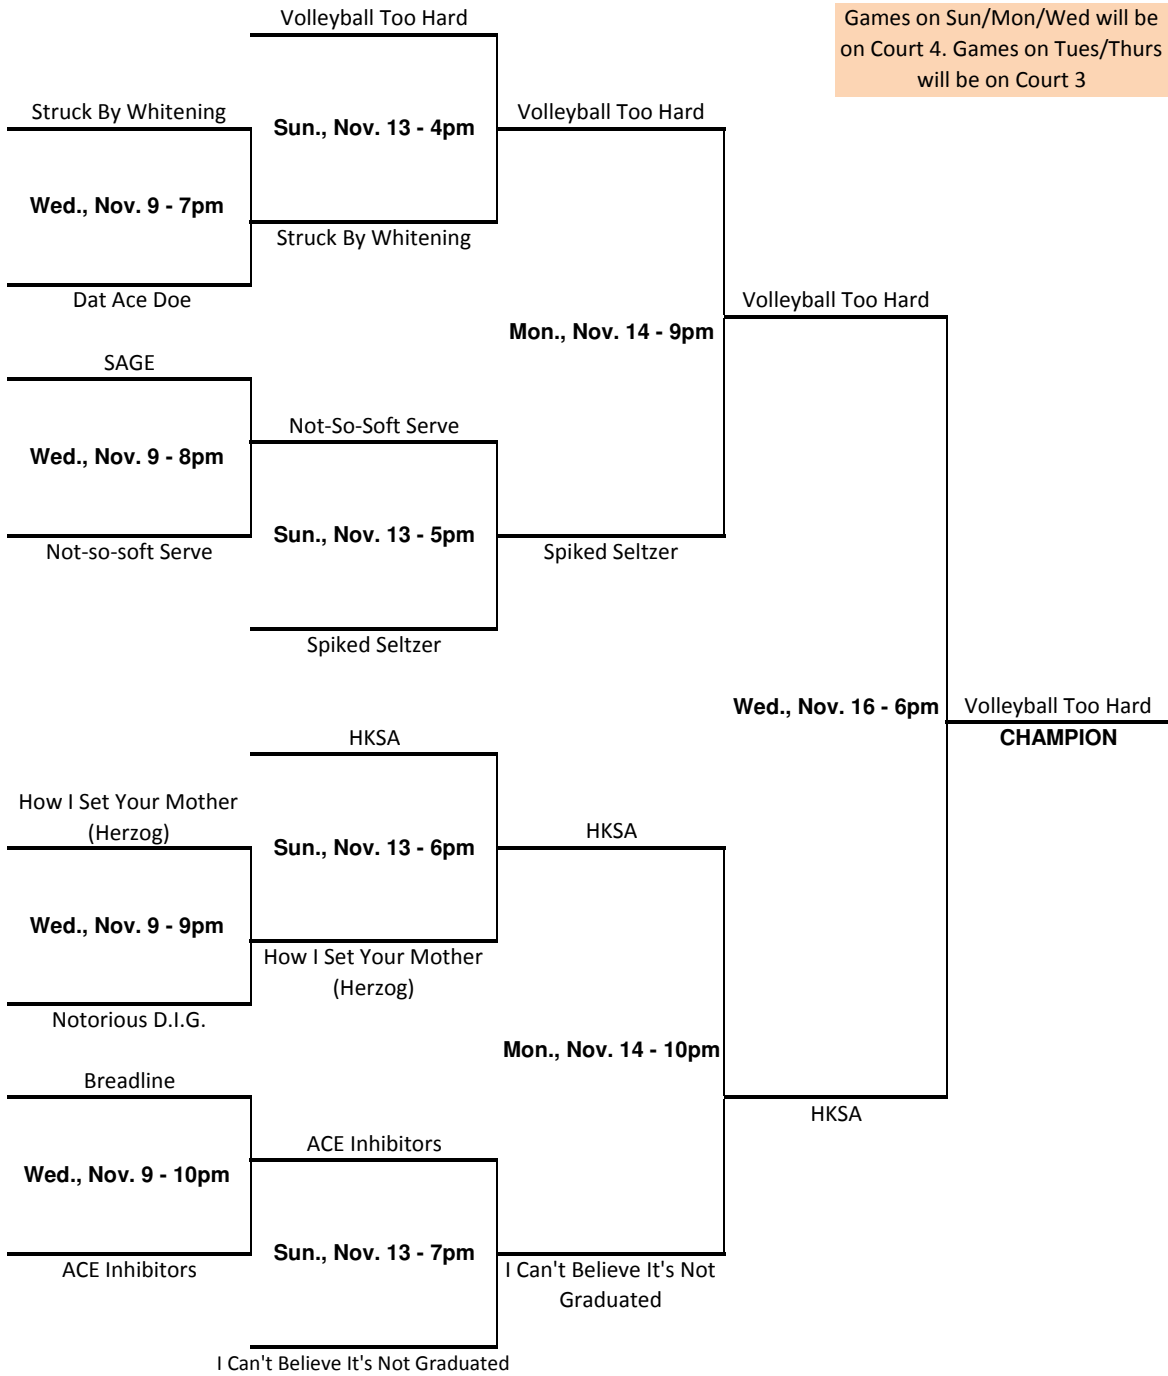 Volleyball Too Hard
Games on Sun/Mon/Wed will be
on Court 4. Games on Tues/Thurs
will be on Court 3
Struck By Whitening
Sun., Nov. 13 - 4pm
Volleyball Too Hard
Wed., Nov. 9 - 7pm
Struck By Whitening
Dat Ace Doe
Volleyball Too Hard
Mon., Nov. 14 - 9pm
SAGE
Not-So-Soft Serve
Wed., Nov. 9 - 8pm
Sun., Nov. 13 - 5pm
Not-so-soft Serve
Spiked Seltzer
Spiked Seltzer
Wed., Nov. 16 - 6pm
Volleyball Too Hard
CHAMPION
HKSA
How I Set Your Mother
(Herzog)
Sun., Nov. 13 - 6pm
HKSA
Wed., Nov. 9 - 9pm
How I Set Your Mother
(Herzog)
Notorious D.I.G.
Mon., Nov. 14 - 10pm
Breadline
HKSA
ACE Inhibitors
Wed., Nov. 9 - 10pm
Sun., Nov. 13 - 7pm
ACE Inhibitors
I Can't Believe It's Not
Graduated
I Can't Believe It's Not Graduated